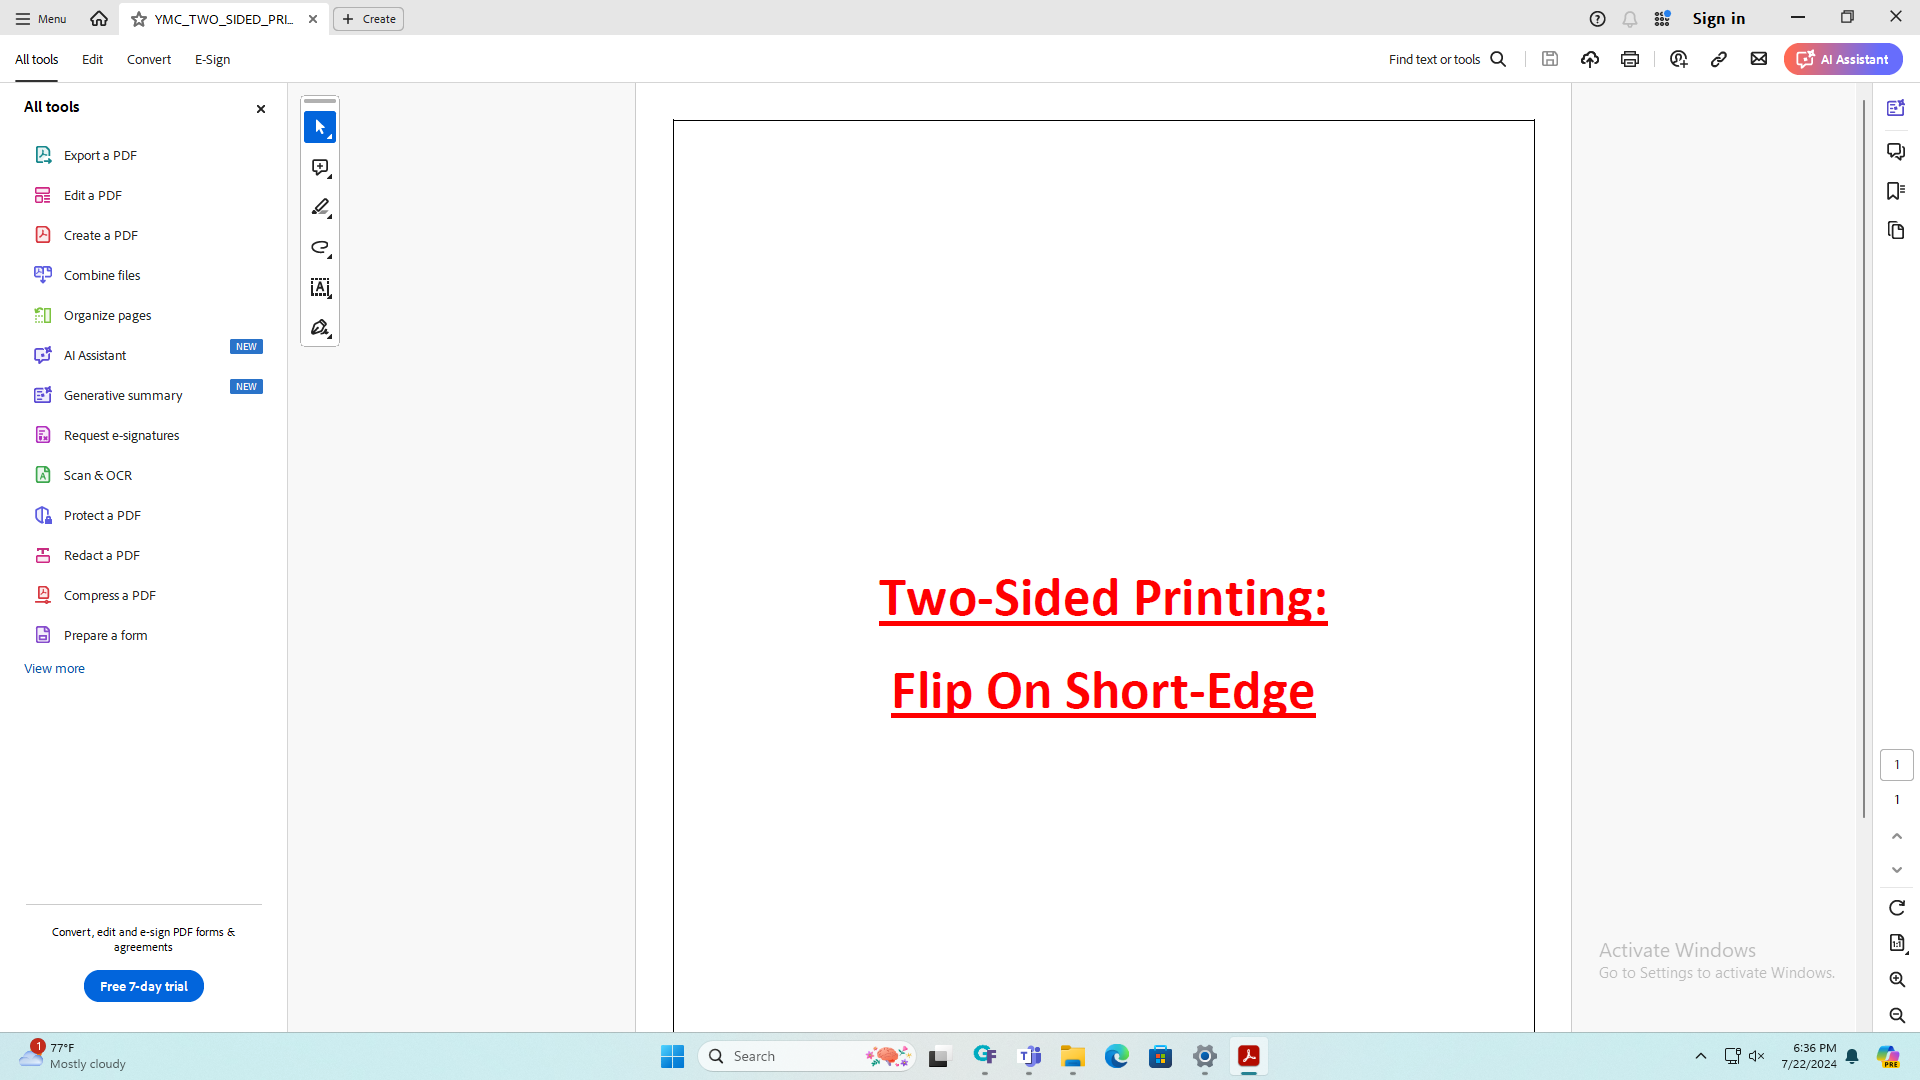 Menu
YMC_TWO_SIDED_PRI...
Create
Sign in
All tools
Edit
Convert
E-Sign
Find text or tools
AI Assistant
All tools
Export a PDF
Edit a PDF
Create a PDF
Combine files
Organize pages
AI Assistant
NEW
Generative summary
NEW
Request e-signatures
Scan & OCR
Protect a PDF
Redact a PDF
Compress a PDF
Prepare a form
View more
Convert, edit and e-sign PDF forms &
agreements
Free 7-day trial
Two-Sided Printing:
Flip On Short-Edge
1
1
Activate Windows
Go to Settings to activate Windows.
1
77°F
Mostly cloudy
Search
6:36 PM
7/22/2024
PRE